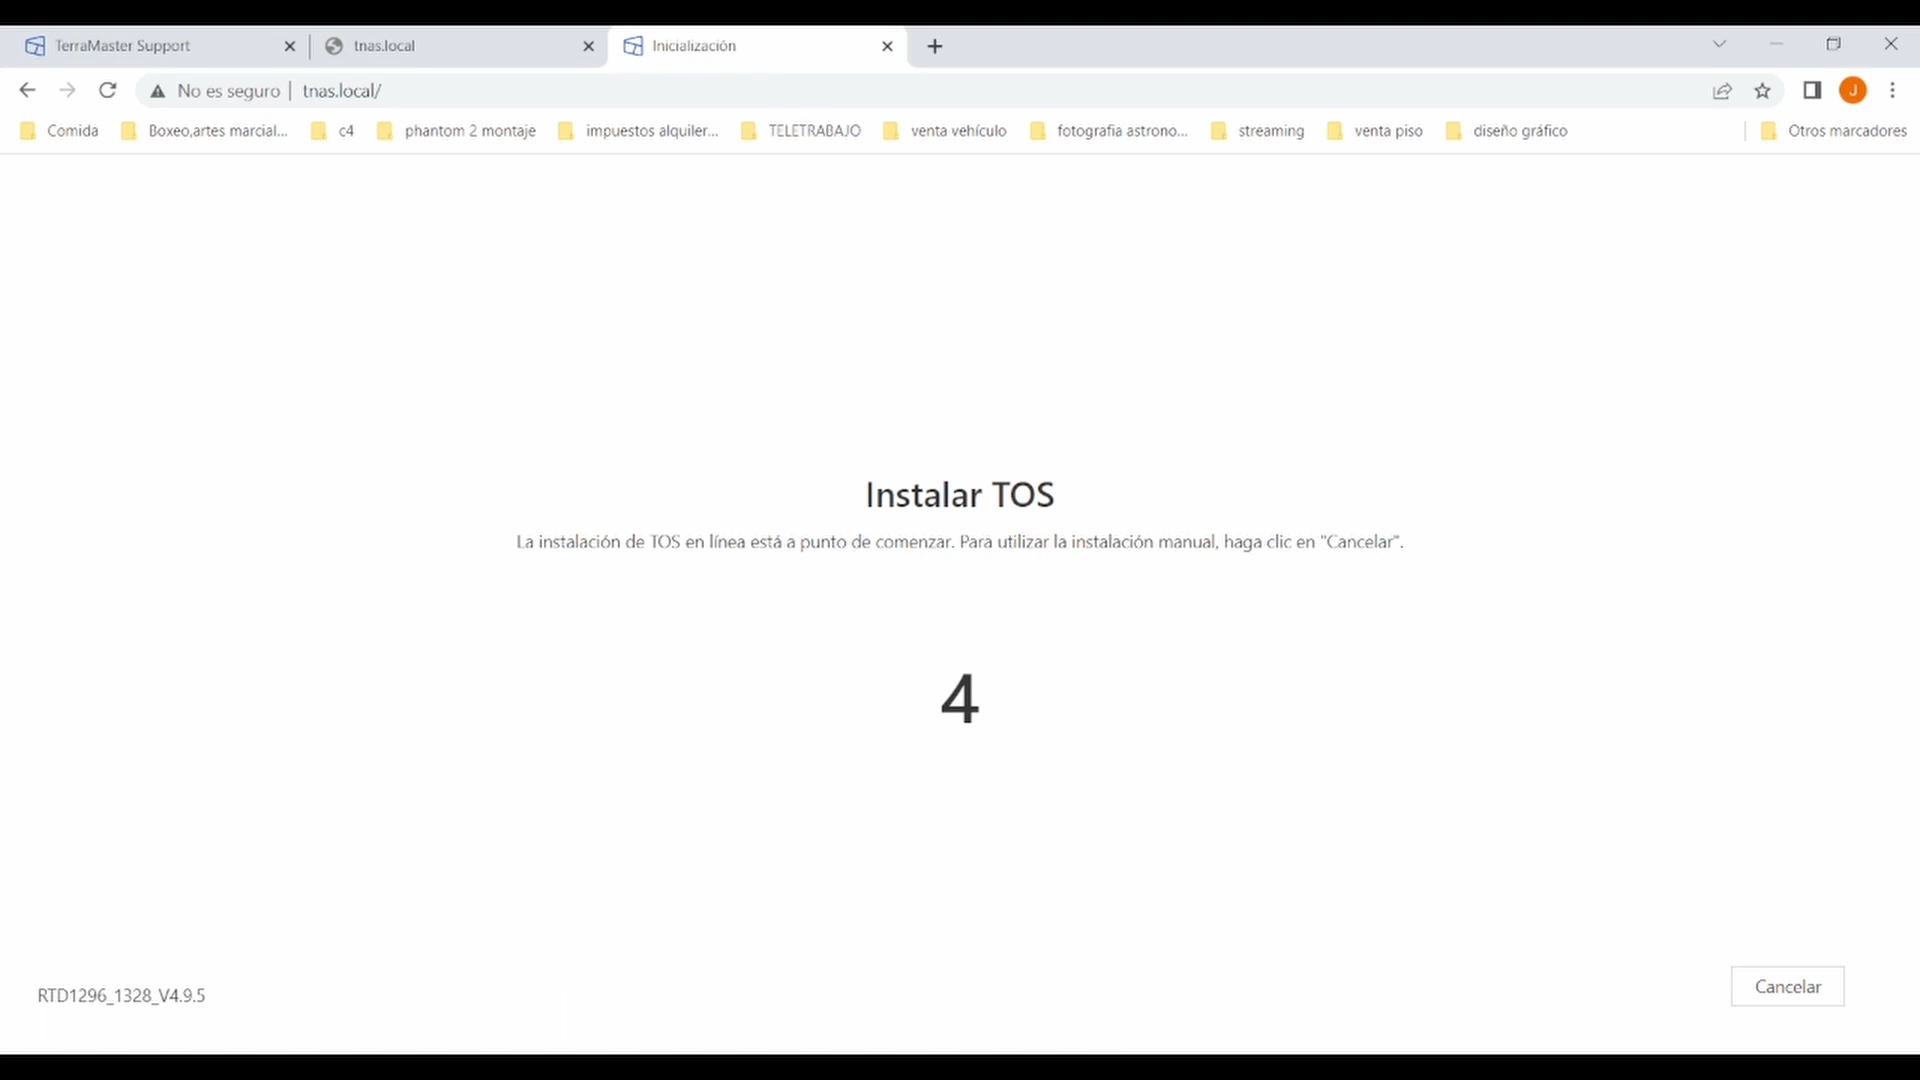 TerraMaster Support
tnas.local
Inicialización
No es seguro | tnas.local/
J
Comida
Boxeo,artes marcial...
c4
phantom 2 montaje
impuestos alquiler...
TELETRABAJO
venta vehículo
fotografia astrono...
streaming
venta piso
diseño gráfico
Otros marcadores
Instalar TOS
La instalación de TOS en línea está a punto de comenzar. Para utilizar la instalación manual, haga clic en "Cancelar".
4
RTD1296_1328_V4.9.5
Cancelar